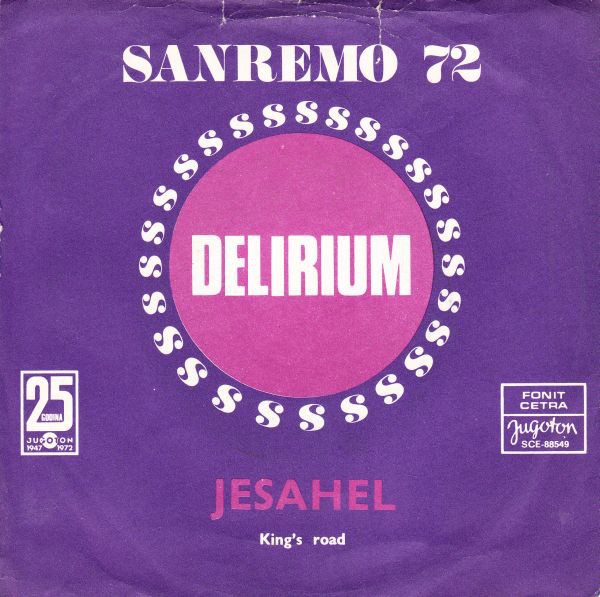 SANREMO 72
DELIRIUM
25
GODINA
JUGOTON
1947 1972
FONIT
CETRA
Jugoton
SCE-88549
JESAHEL
King's road